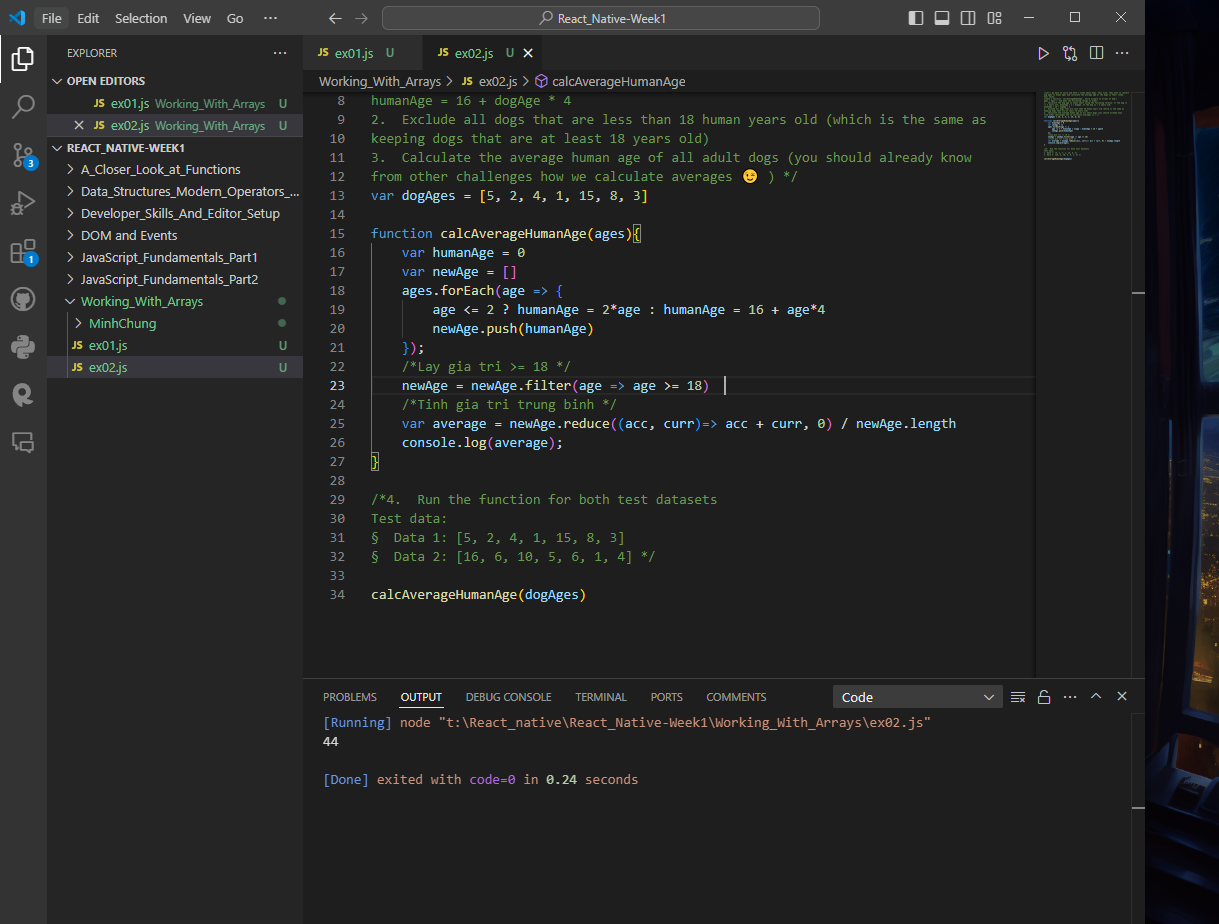 File Edit Selection View Go ···
React_Native-Week1
EXPLORER ···
OPEN EDITORS
JS ex01.js Working_With_Arrays U
JS ex02.js Working_With_Arrays U
REACT_NATIVE-WEEK1
A_Closer_Look_at_Functions
Data_Structures_Modern_Operators_...
Developer_Skills_And_Editor_Setup
DOM and Events
JavaScript_Fundamentals_Part1
JavaScript_Fundamentals_Part2
Working_With_Arrays
MinhChung
JS ex01.js U
JS ex02.js U
3
1
JS ex01.js U
JS ex02.js U
Working_With_Arrays > JS ex02.js > calcAverageHumanAge
8 humanAge = 16 + dogAge * 4
9 2. Exclude all dogs that are less than 18 human years old (which is the same as
10 keeping dogs that are at least 18 years old)
11 3. Calculate the average human age of all adult dogs (you should already know
12 from other challenges how we calculate averages 😉 ) */
13 var dogAges = [5, 2, 4, 1, 15, 8, 3]
14
15 function calcAverageHumanAge(ages){
16 var humanAge = 0
17 var newAge = []
18 ages.forEach(age => {
19 age <= 2 ? humanAge = 2*age : humanAge = 16 + age*4
20 newAge.push(humanAge)
21 });
22 /*Lay gia tri >= 18 */
23 newAge = newAge.filter(age => age >= 18)
24 /*Tinh gia tri trung binh */
25 var average = newAge.reduce((acc, curr)=> acc + curr, 0) / newAge.length
26 console.log(average);
27 }
28
29 /*4. Run the function for both test datasets
30 Test data:
31 § Data 1: [5, 2, 4, 1, 15, 8, 3]
32 § Data 2: [16, 6, 10, 5, 6, 1, 4] */
33
34 calcAverageHumanAge(dogAges)
PROBLEMS OUTPUT DEBUG CONSOLE TERMINAL PORTS COMMENTS Code
[Running] node "t:\React_native\React_Native-Week1\Working_With_Arrays\ex02.js"
44
[Done] exited with code=0 in 0.24 seconds